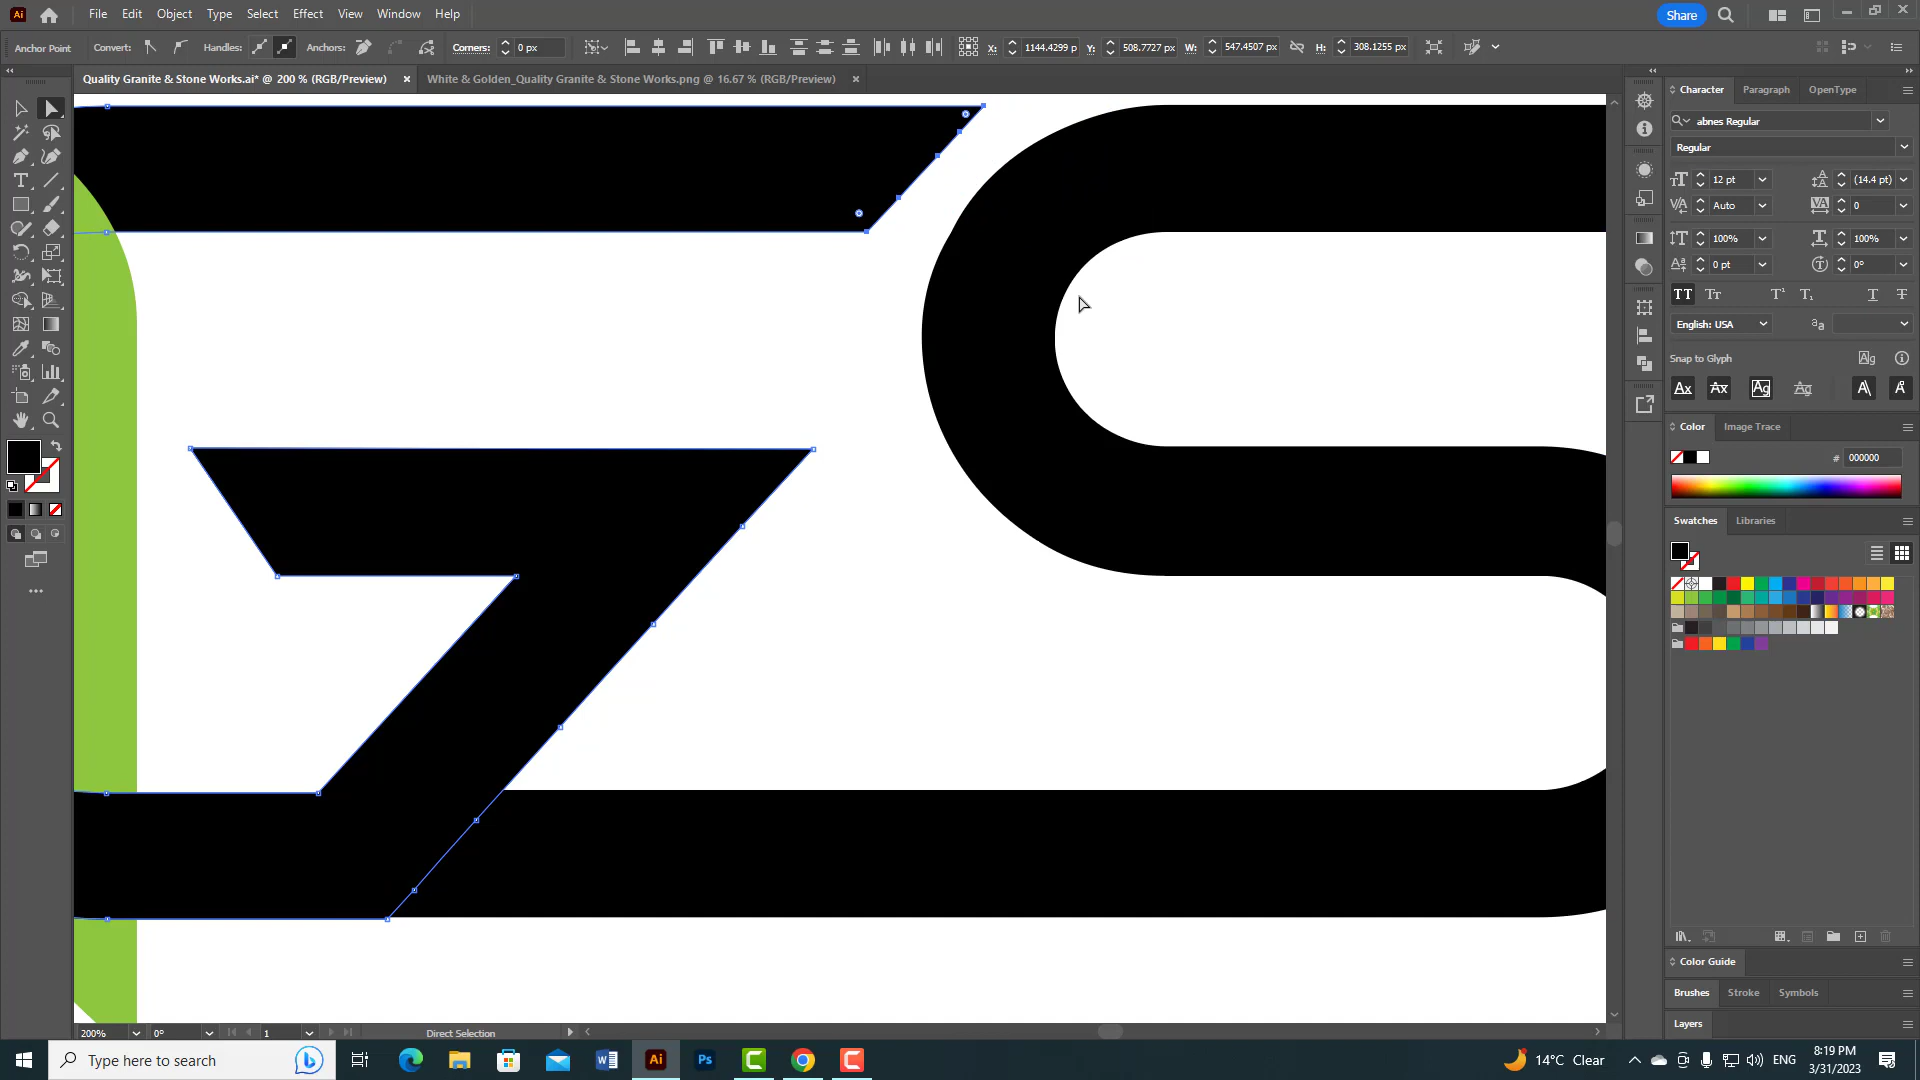 Ai File Edit Object Type Select Effect View Window Help Share
Anchor Point Convert: Handles: Anchors: Corners: 0 px X: 1144.4299 p Y: 508.7727 px W: 547.4507 px H: 308.1255 px
Quality Granite & Stone Works.ai* @ 200 % (RGB/Preview) × White & Golden_Quality Granite & Stone Works.png @ 16.67 % (RGB/Preview) ×
Character Paragraph OpenType
abnes Regular
Regular
12 pt (14.4 pt)
Auto 0
100% 100%
0 pt 0°
English: USA
Snap to Glyph
Color Image Trace
# 000000
Swatches Libraries
Color Guide
Brushes Stroke Symbols
Layers
200% 0° 1 Direct Selection
Type here to search
14°C Clear
ENG
8:19 PM
3/31/2023